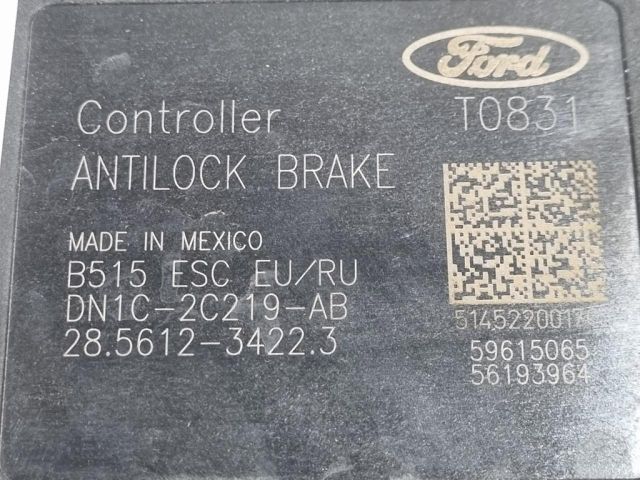 Ford
Controller T0831
ANTILOCK BRAKE
MADE IN MEXICO
B515 ESC EU/RU
DN1C-2C219-AB
28.5612-3422.3
59615065
56193964